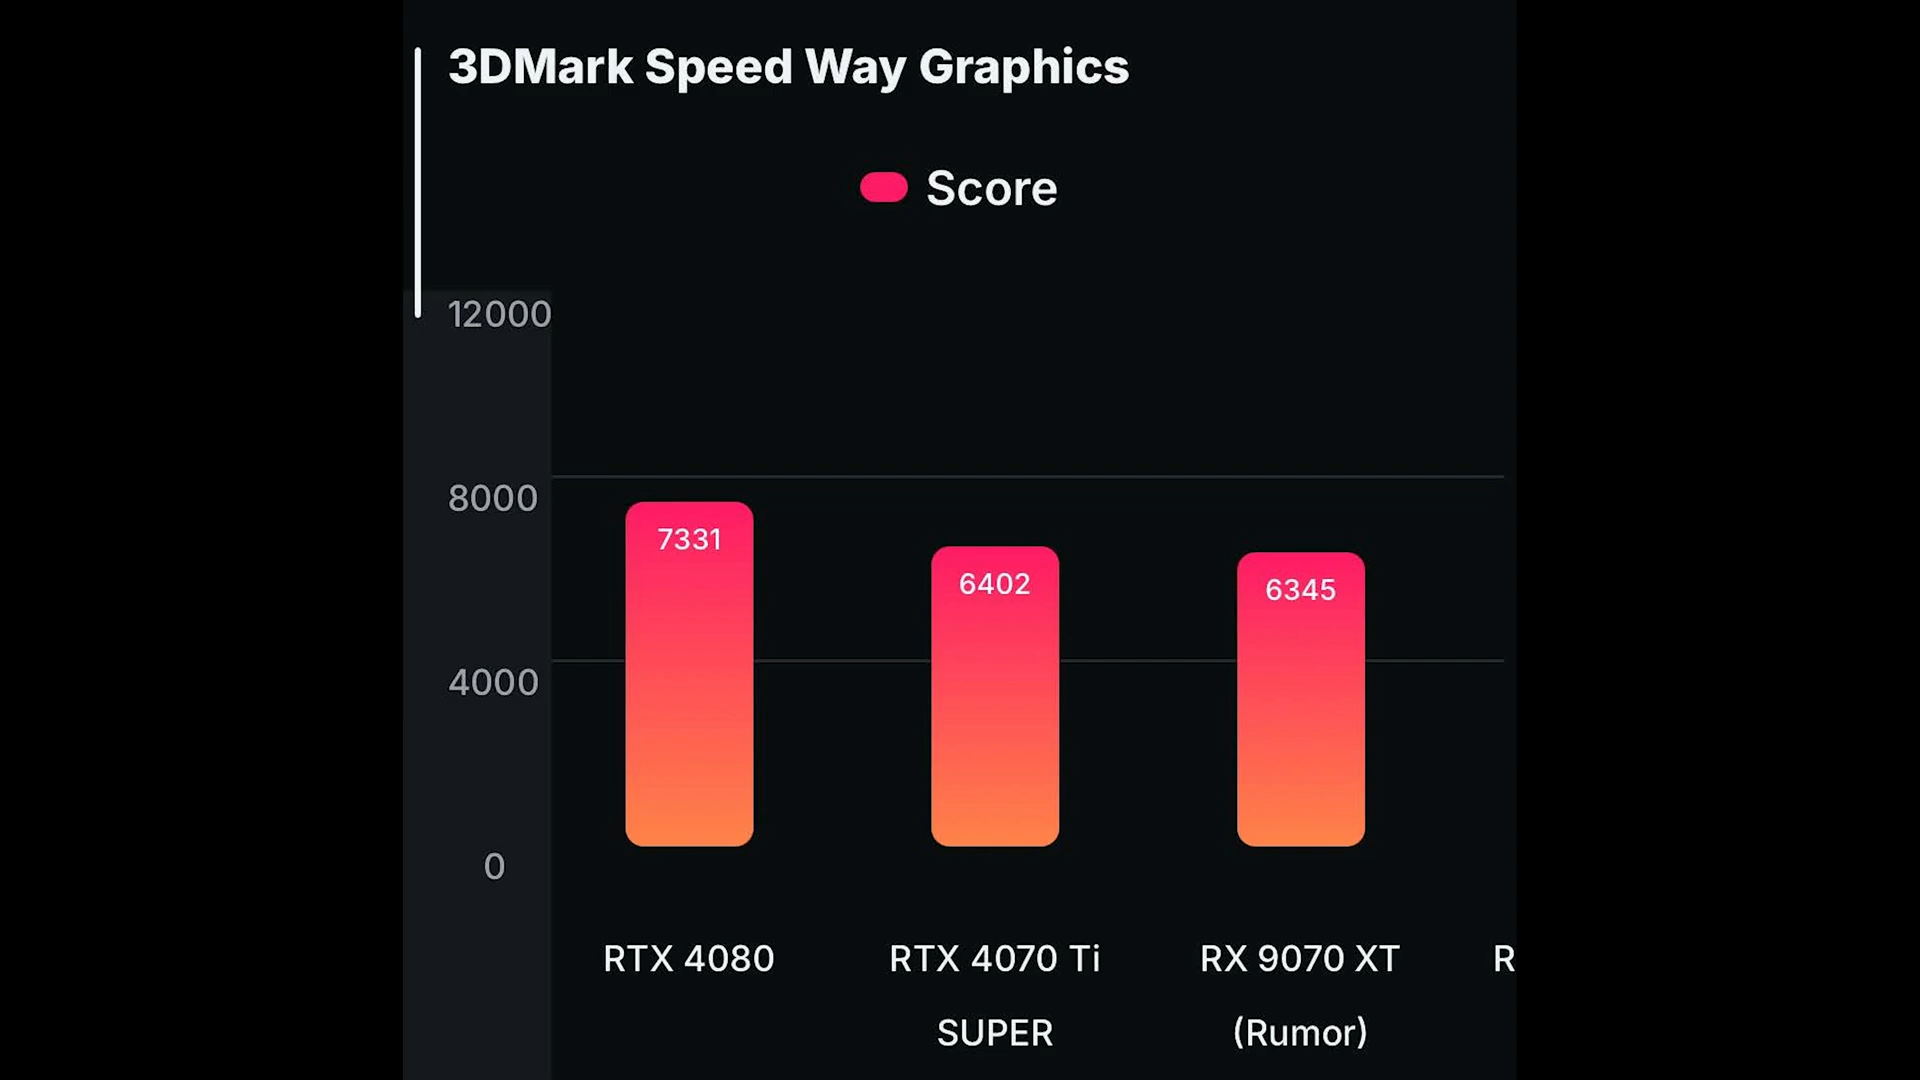 3DMark Speed Way Graphics
Score
12000
8000
4000
0
7331
6402
6345
RTX 4080
RTX 4070 Ti
SUPER
RX 9070 XT
(Rumor)
R